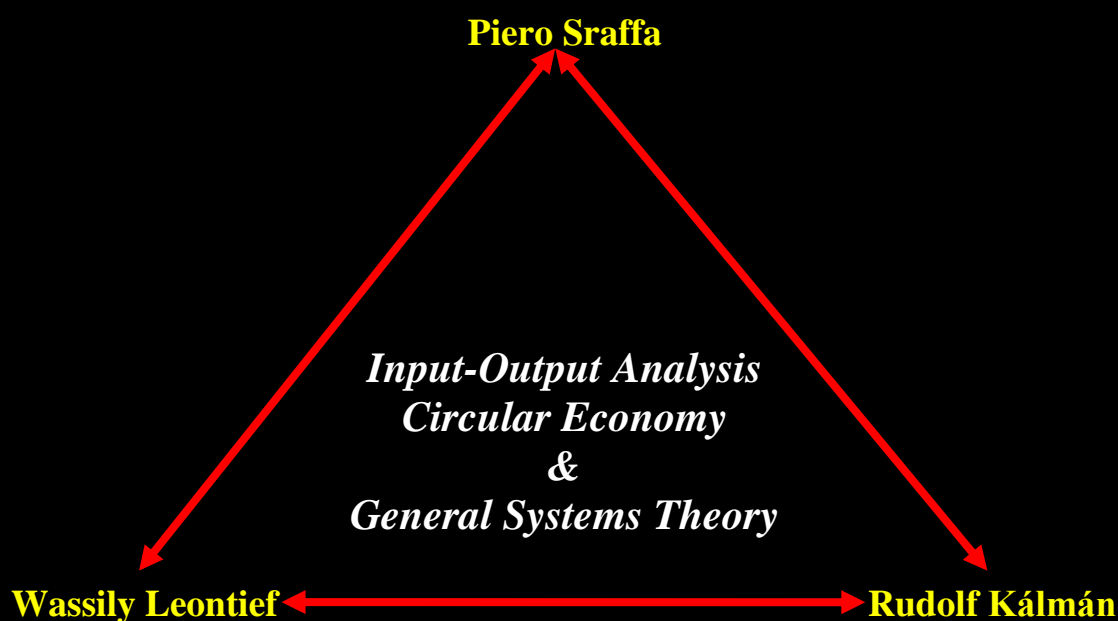 Piero Sraffa
Input-Output Analysis
Circular Economy
&
General Systems Theory
Wassily Leontief
Rudolf Kálmán